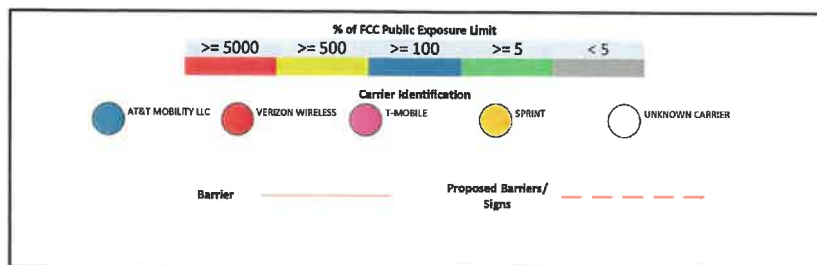 % of FCC Public Exposure Limit
>= 5000 >= 500 >= 100 >= 5 < 5
Carrier Identification
AT&T MOBILITY LLC VERIZON WIRELESS T-MOBILE SPRINT UNKNOWN CARRIER
Barrier Proposed Barriers/
Signs